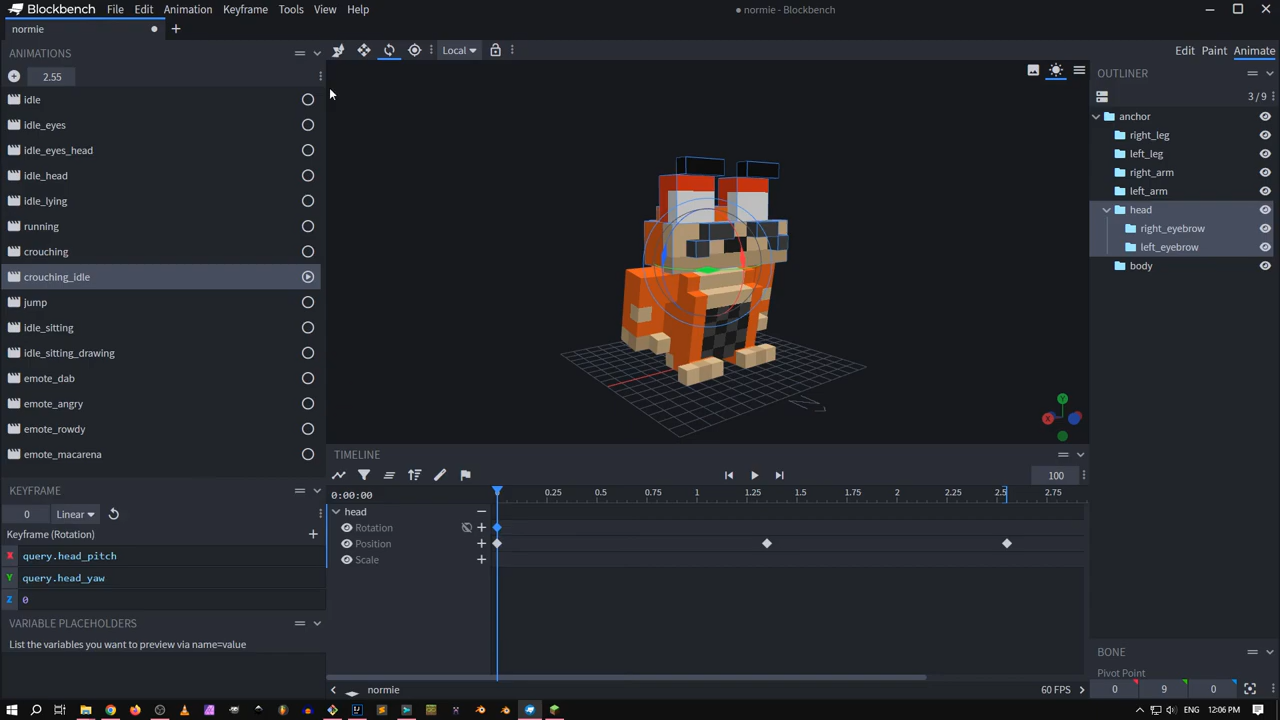 Blockbench File Edit Animation Keyframe Tools View Help
normie - Blockbench
normie
ANIMATIONS
2.55
idle
idle_eyes
idle_eyes_head
idle_head
idle_lying
running
crouching
crouching_idle
jump
idle_sitting
idle_sitting_drawing
emote_dab
emote_angry
emote_rowdy
emote_macarena
KEYFRAME
0 Linear
Keyframe (Rotation)
X query.head_pitch
Y query.head_yaw
Z 0
VARIABLE PLACEHOLDERS
List the variables you want to preview via name=value
Local
Edit Paint Animate
Y
X
TIMELINE
100
0:00:00 0.25 0.5 0.75 1 1.25 1.5 1.75 2 2.25 2.5 2.75
head
Rotation
Position
Scale
normie
60 FPS
OUTLINER
3 / 9
anchor
right_leg
left_leg
right_arm
left_arm
head
right_eyebrow
left_eyebrow
body
BONE
Pivot Point
0 9 0
ENG 12:06 PM